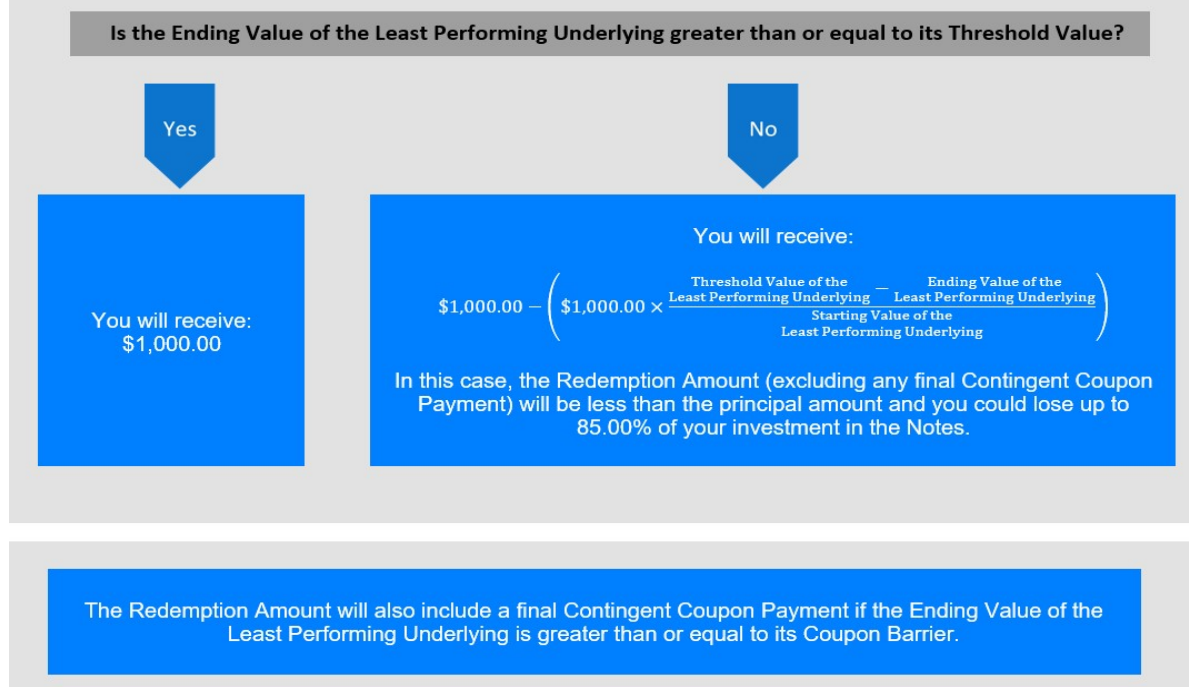 Is the Ending Value of the Least Performing Underlying greater than or equal to its Threshold Value?
Yes
No
You will receive:
$1,000.00
You will receive:
$1,000.00 − ($1,000.00 × (Threshold Value of the Least Performing Underlying − Ending Value of the Least Performing Underlying) / Starting Value of the Least Performing Underlying)
In this case, the Redemption Amount (excluding any final Contingent Coupon
Payment) will be less than the principal amount and you could lose up to
85.00% of your investment in the Notes.
The Redemption Amount will also include a final Contingent Coupon Payment if the Ending Value of the
Least Performing Underlying is greater than or equal to its Coupon Barrier.